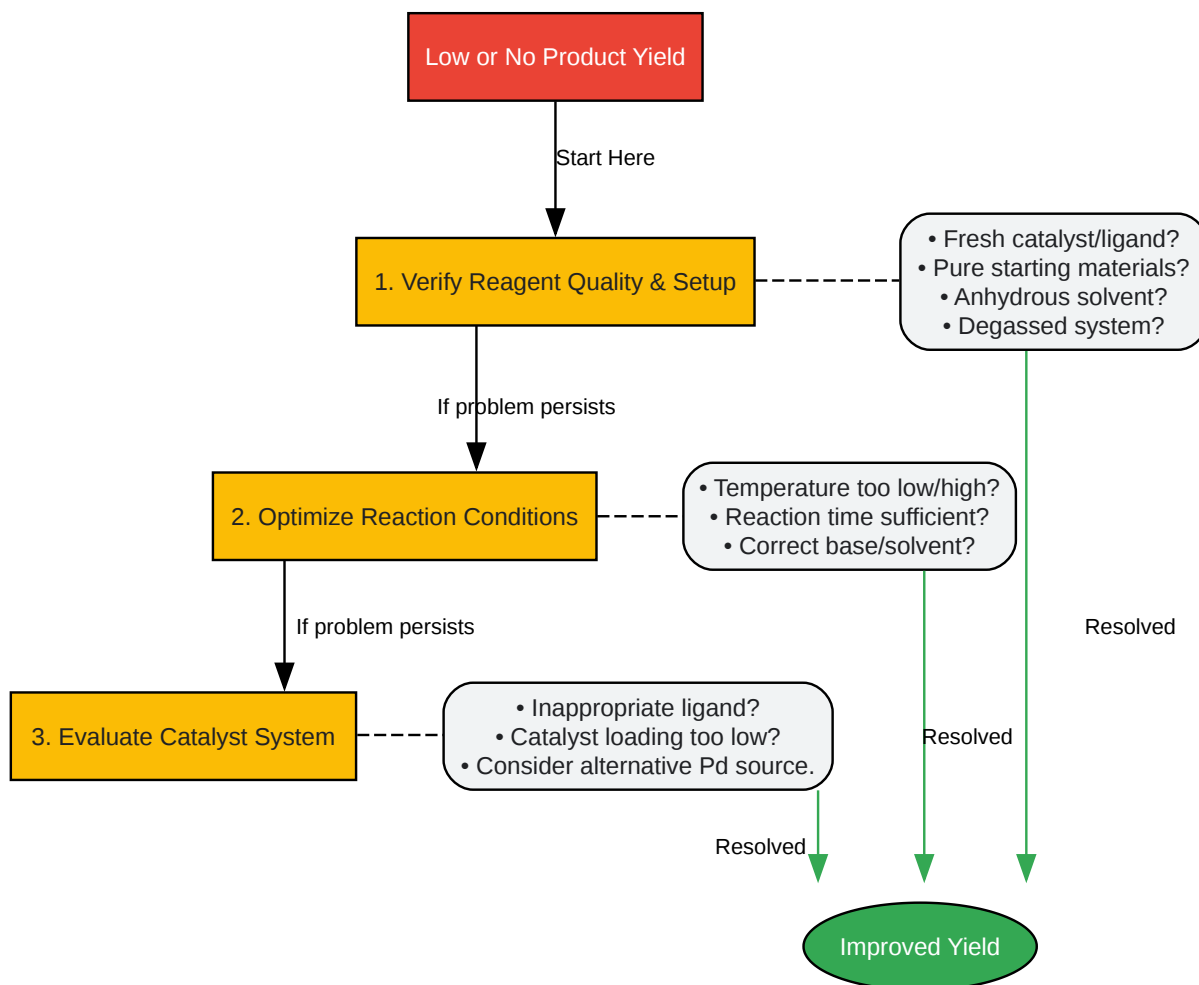 Low or No Product Yield
Start Here
1. Verify Reagent Quality & Setup
• Fresh catalyst/ligand?
• Pure starting materials?
• Anhydrous solvent?
• Degassed system?
If problem persists
2. Optimize Reaction Conditions
• Temperature too low/high?
• Reaction time sufficient?
• Correct base/solvent?
If problem persists
Resolved
3. Evaluate Catalyst System
• Inappropriate ligand?
• Catalyst loading too low?
• Consider alternative Pd source.
Resolved
Resolved
Improved Yield